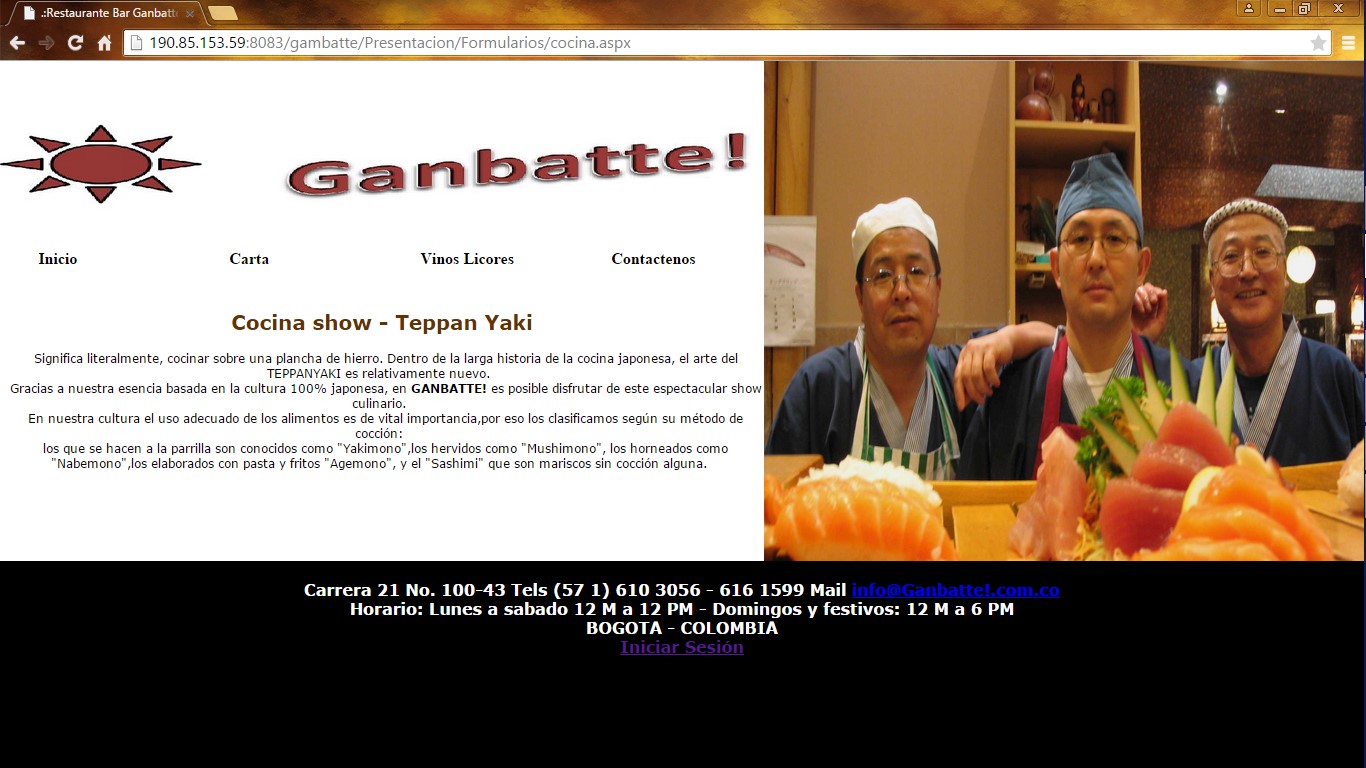 .:Restaurante Bar Ganbatt
190.85.153.59:8083/gambatte/Presentacion/Formularios/cocina.aspx
Ganbatte!
Inicio Carta Vinos Licores Contactenos
Cocina show - Teppan Yaki
Significa literalmente, cocinar sobre una plancha de hierro. Dentro de la larga historia de la cocina japonesa, el arte del
TEPPANYAKI es relativamente nuevo.
Gracias a nuestra esencia basada en la cultura 100% japonesa, en GANBATTE! es posible disfrutar de este espectacular show
culinario.
En nuestra cultura el uso adecuado de los alimentos es de vital importancia,por eso los clasificamos según su método de
cocción:
los que se hacen a la parrilla son conocidos como "Yakimono",los hervidos como "Mushimono", los horneados como
"Nabemono",los elaborados con pasta y fritos "Agemono", y el "Sashimi" que son mariscos sin cocción alguna.
Carrera 21 No. 100-43 Tels (57 1) 610 3056 - 616 1599 Mail info@Ganbatte!.com.co
Horario: Lunes a sabado 12 M a 12 PM - Domingos y festivos: 12 M a 6 PM
BOGOTA - COLOMBIA
Iniciar Sesión